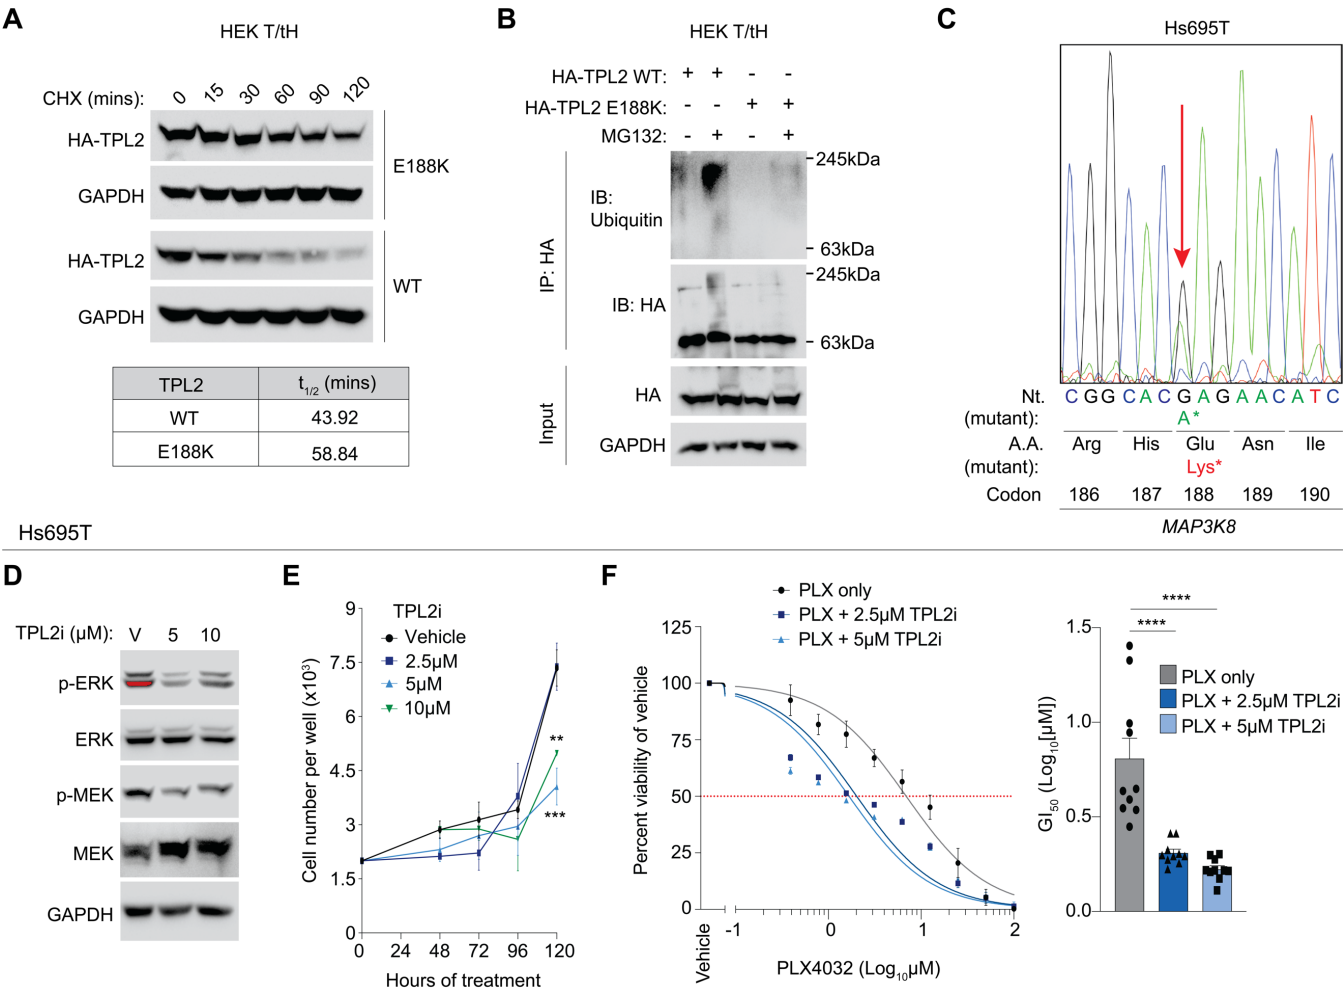 A
HEK T/tH
CHX (mins): 0 15 30 60 90 120
HA-TPL2
GAPDH
E188K
HA-TPL2
GAPDH
WT
TPL2 t1/2 (mins)
WT 43.92
E188K 58.84
B
HEK T/tH
HA-TPL2 WT: + + - -
HA-TPL2 E188K: - - + +
MG132: - + - +
IP: HA
IB:
Ubiquitin
245kDa
63kDa
IB: HA
245kDa
63kDa
Input
HA
GAPDH
C
Hs695T
Nt. C G G C A C G A G A A C A T C
(mutant): A*
A.A. Arg His Glu Asn Ile
(mutant): Lys*
Codon 186 187 188 189 190
MAP3K8
Hs695T
D
TPL2i (µM): V 5 10
p-ERK
ERK
p-MEK
MEK
GAPDH
E
TPL2i
Vehicle
2.5µM
5µM
10µM
Cell number per well (x10³)
9
7.5
6
4.5
3
1.5
0
**
***
0 24 48 72 96 120
Hours of treatment
F
PLX only
PLX + 2.5µM TPL2i
PLX + 5µM TPL2i
Percent viability of vehicle
125
100
75
50
25
0
Vehicle
-1 0 1 2
PLX4032 (Log10µM)
****
****
PLX only
PLX + 2.5µM TPL2i
PLX + 5µM TPL2i
GI50 (Log10[µM])
1.5
1.0
0.5
0.0